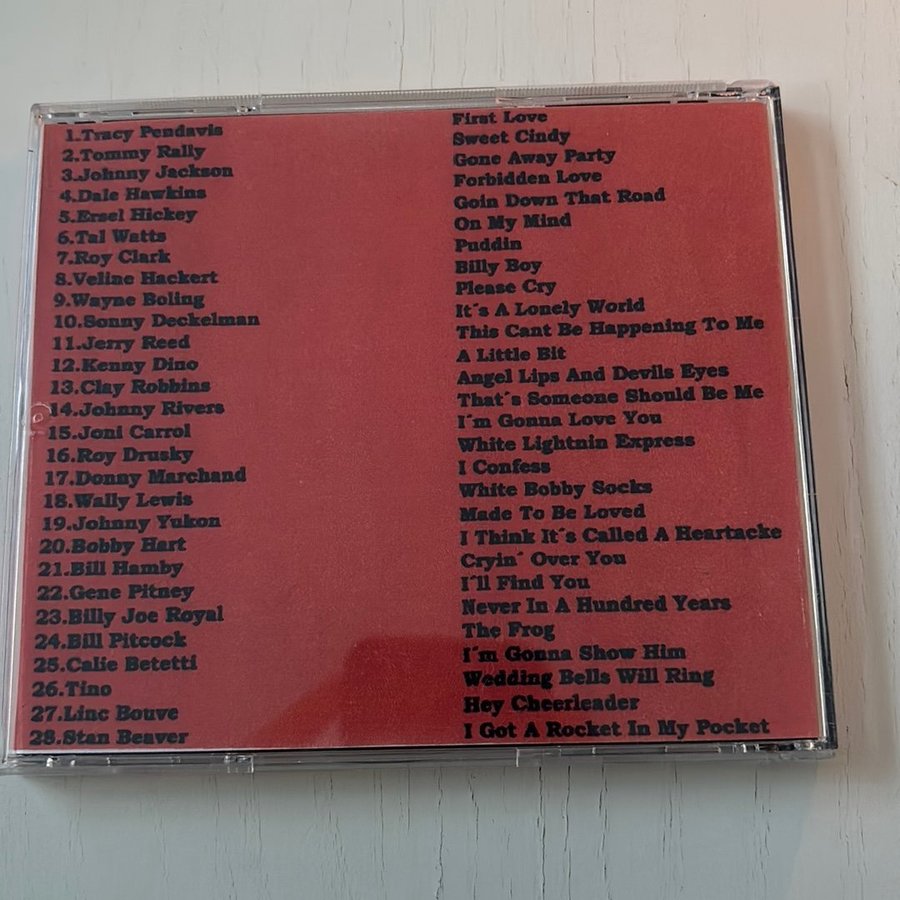 1.Tracy Pendavis First Love
2.Tommy Rally Sweet Cindy
3.Johnny Jackson Gone Away Party
4.Dale Hawkins Forbidden Love
5.Ersel Hickey Goin Down That Road
6.Tal Watts On My Mind
7.Roy Clark Puddin
8.Veline Hackert Billy Boy
9.Wayne Boling Please Cry
10.Sonny Deckelman It´s A Lonely World
11.Jerry Reed This Cant Be Happening To Me
12.Kenny Dino A Little Bit
13.Clay Robbins Angel Lips And Devils Eyes
14.Johnny Rivers That´s Someone Should Be Me
15.Joni Carrol I´m Gonna Love You
16.Roy Drusky White Lightnin Express
17.Donny Marchand I Confess
18.Wally Lewis White Bobby Socks
19.Johnny Yukon Made To Be Loved
20.Bobby Hart I Think It´s Called A Heartacke
21.Bill Hamby Cryin´ Over You
22.Gene Pitney I´ll Find You
23.Billy Joe Royal Never In A Hundred Years
24.Bill Pitcock The Frog
25.Calie Betetti I´m Gonna Show Him
26.Tino Wedding Bells Will Ring
27.Linc Bouve Hey Cheerleader
28.Stan Beaver I Got A Rocket In My Pocket